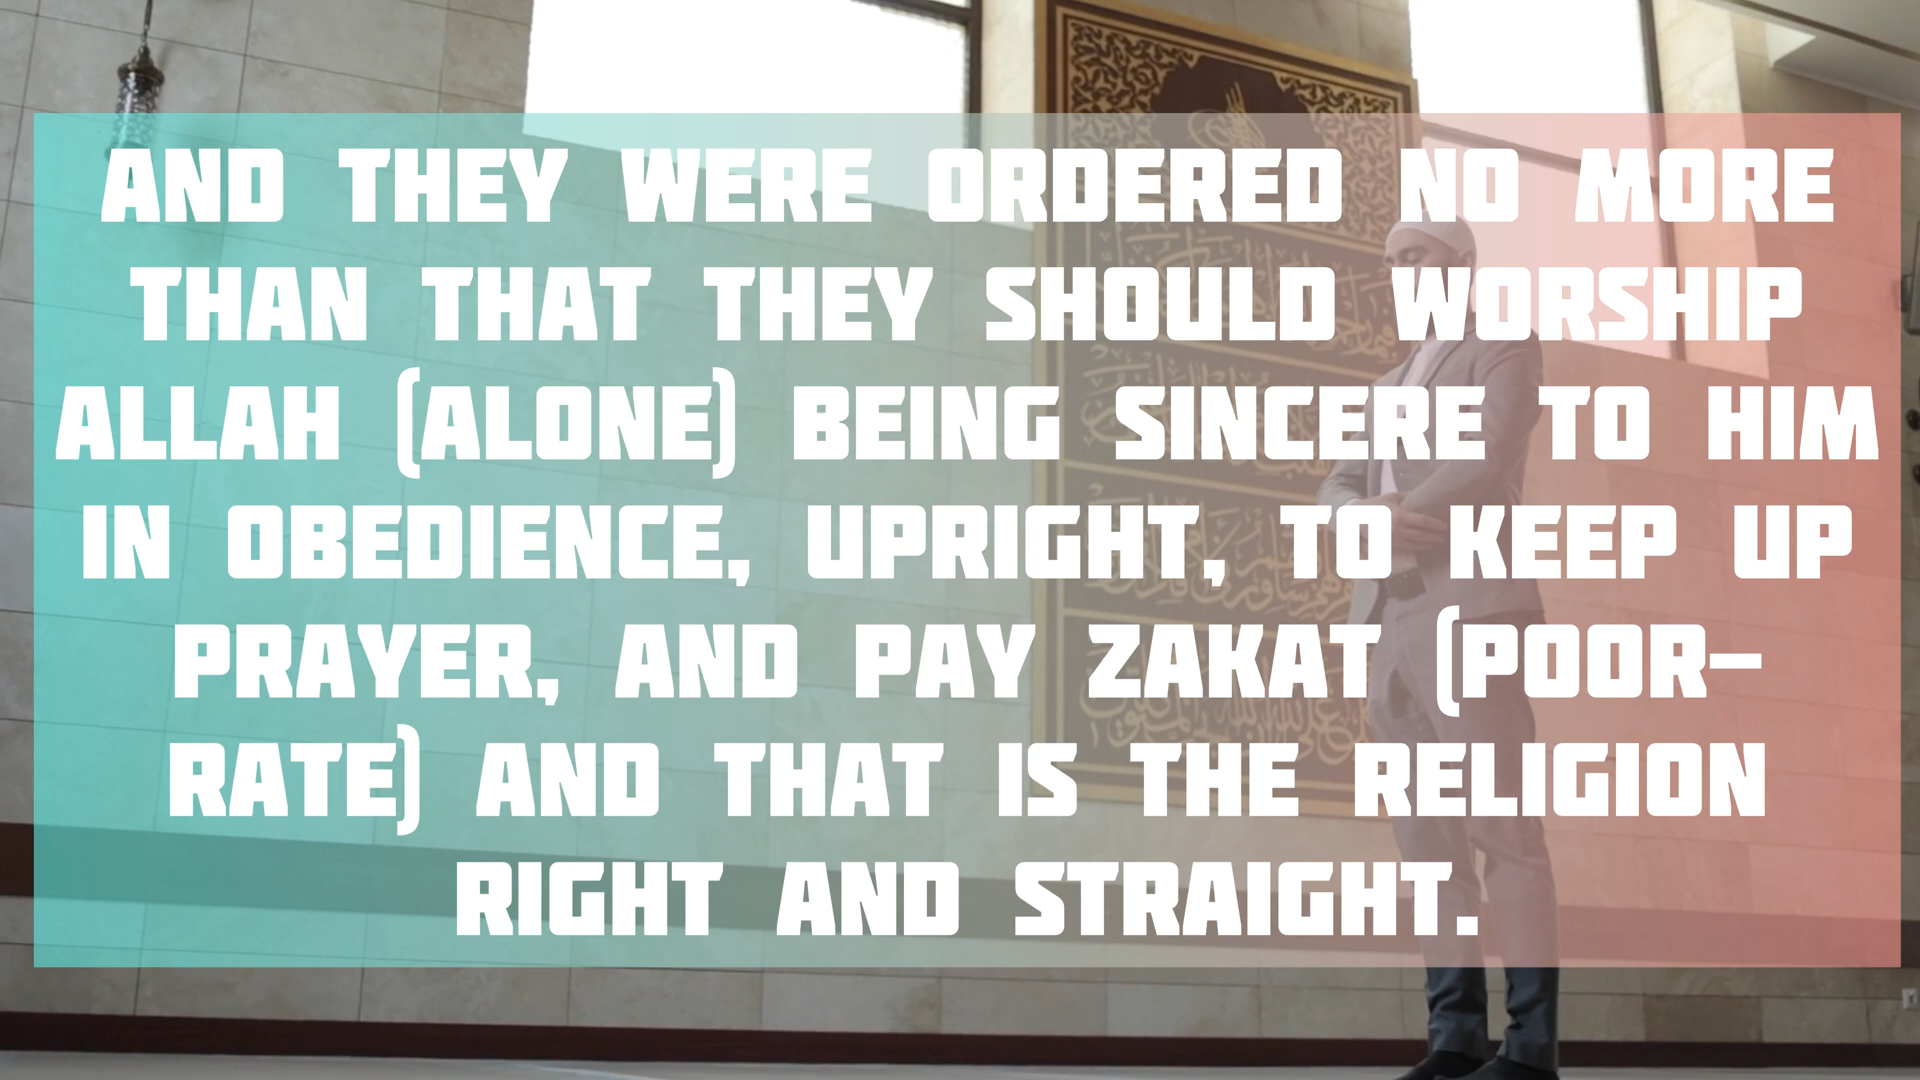 AND THEY WERE ORDERED NO MORE
THAN THAT THEY SHOULD WORSHIP
ALLAH (ALONE) BEING SINCERE TO HIM
IN OBEDIENCE, UPRIGHT, TO KEEP UP
PRAYER, AND PAY ZAKAT (POOR-
RATE) AND THAT IS THE RELIGION
RIGHT AND STRAIGHT.